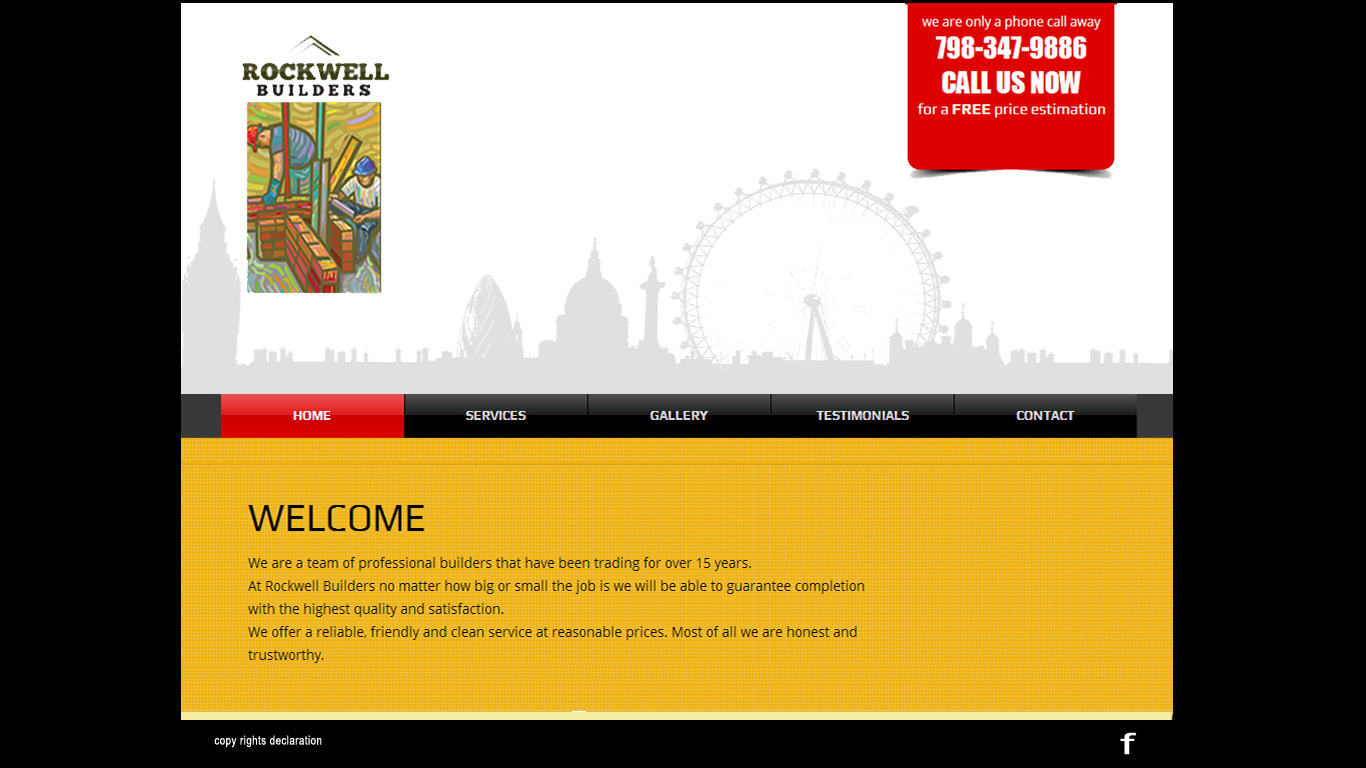 ROCKWELL
BUILDERS
we are only a phone call away
798-347-9886
CALL US NOW
for a FREE price estimation
HOME
SERVICES
GALLERY
TESTIMONIALS
CONTACT
WELCOME
We are a team of professional builders that have been trading for over 15 years.
At Rockwell Builders no matter how big or small the job is we will be able to guarantee completion
with the highest quality and satisfaction.
We offer a reliable, friendly and clean service at reasonable prices. Most of all we are honest and
trustworthy.
copy rights declaration
f